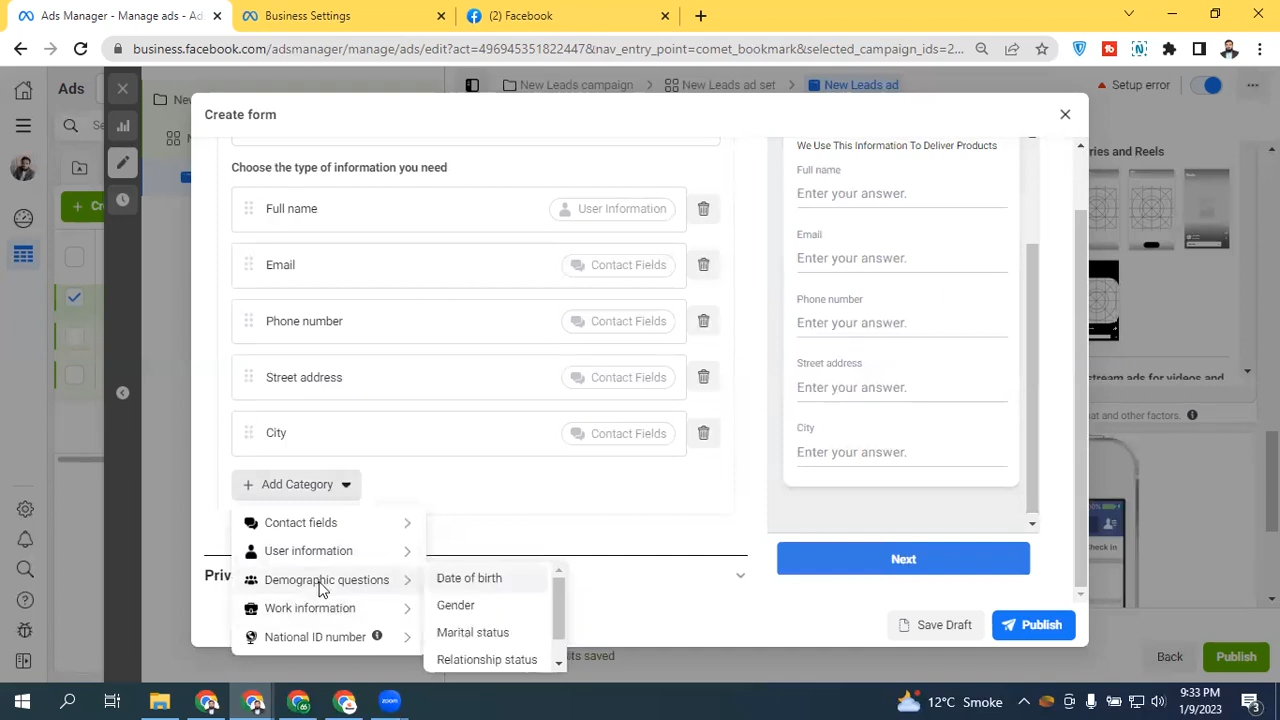 Ads Manager - Manage ads - Ad
Business Settings
(2) Facebook
business.facebook.com/adsmanager/manage/ads/edit?act=496945351822447&nav_entry_point=comet_bookmark&selected_campaign_ids=2...
Ads
New Leads campaign
New Leads ad set
New Leads ad
Setup error
Create form
We Use This Information To Deliver Products
Choose the type of information you need
Full name
User Information
Email
Contact Fields
Phone number
Contact Fields
Street address
Contact Fields
City
Contact Fields
Add Category
Contact fields
User information
Demographic questions
Work information
National ID number
Date of birth
Gender
Marital status
Relationship status
Full name
Enter your answer.
Email
Enter your answer.
Phone number
Enter your answer.
Street address
Enter your answer.
City
Enter your answer.
Next
Save Draft
Publish
and Reels
ads for videos and
and other factors.
Check in
saved
Back
Publish
12°C Smoke
9:33 PM
1/9/2023
3